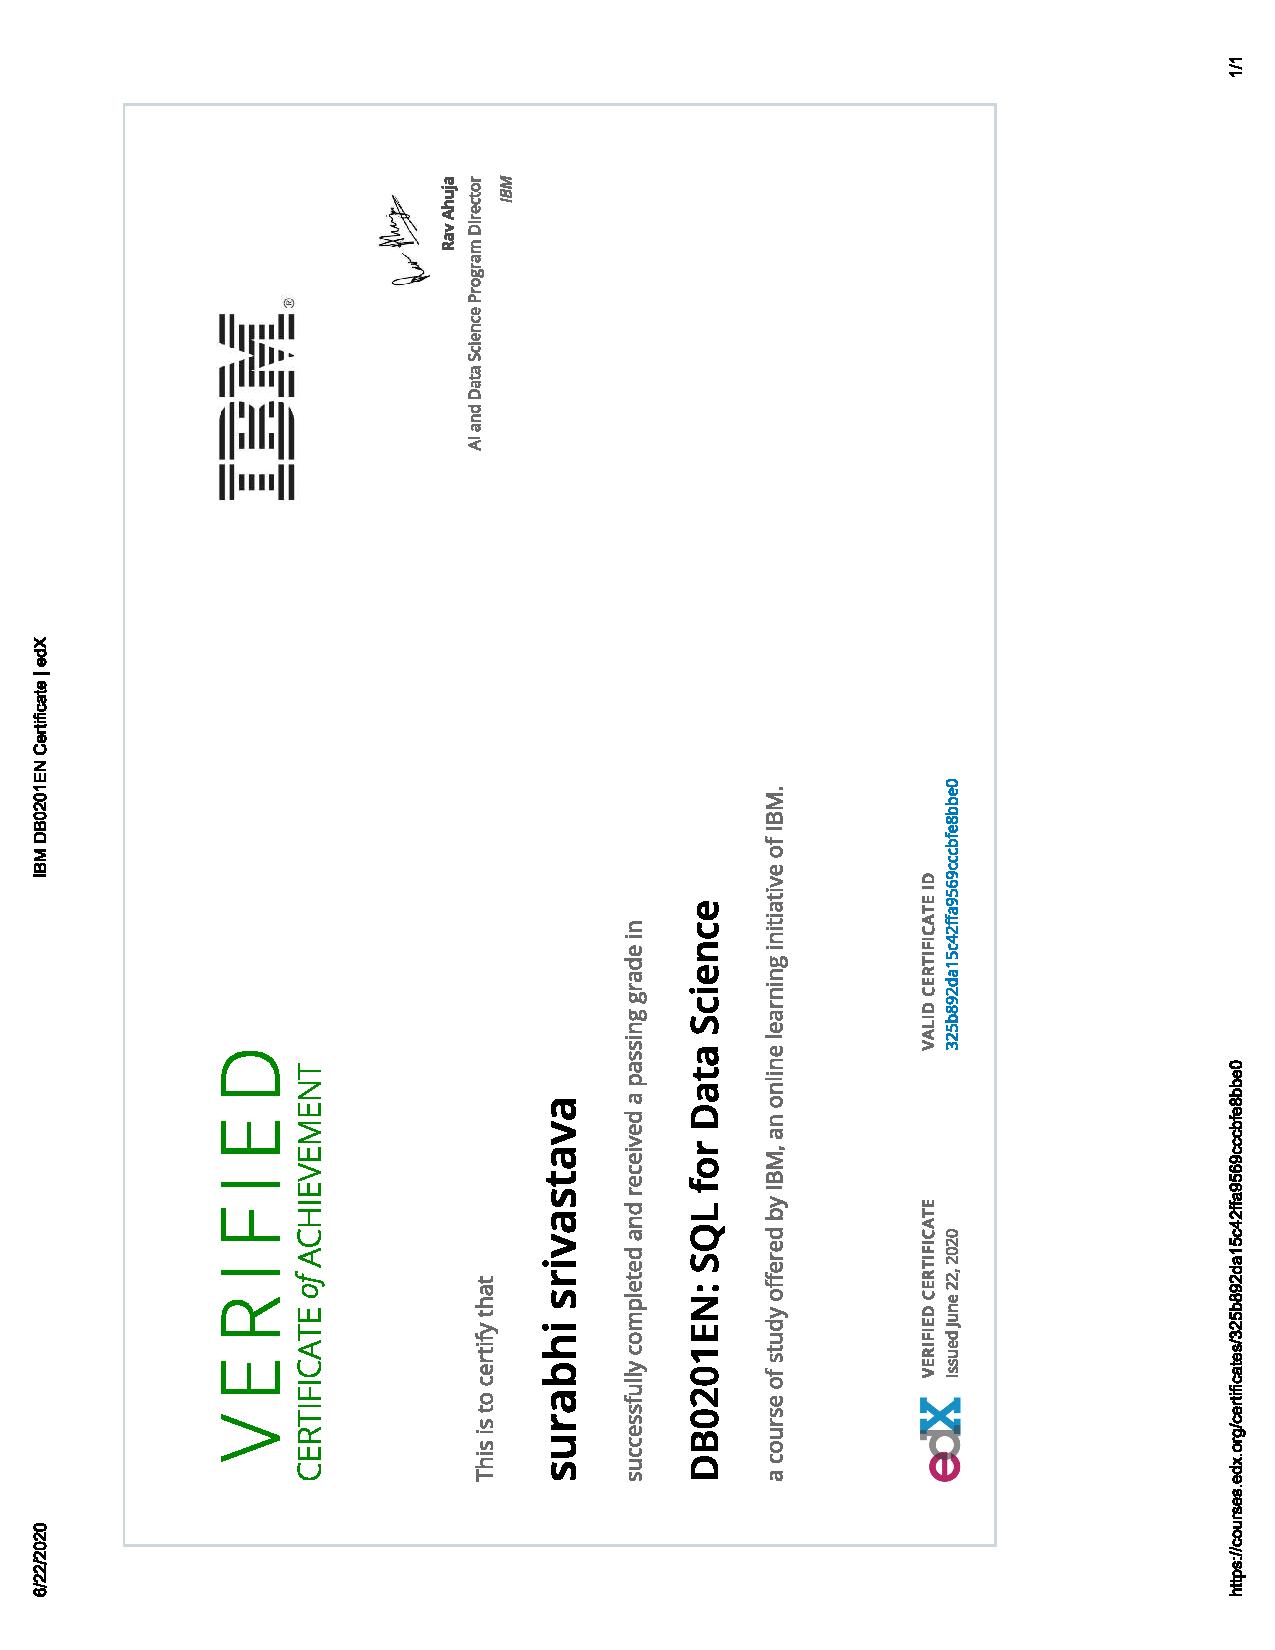 6/22/2020
IBM DB0201EN Certificate | edX
VERIFIED
CERTIFICATE of ACHIEVEMENT
IBM®
Rav Ahuja
Rav Ahuja
AI and Data Science Program Director
IBM
This is to certify that
surabhi srivastava
successfully completed and received a passing grade in
DB0201EN: SQL for Data Science
a course of study offered by IBM, an online learning initiative of IBM.
edX
VERIFIED CERTIFICATE
Issued June 22, 2020
VALID CERTIFICATE ID
325b892da15c42ffa9569cccbfe8bbe0
https://courses.edx.org/certificates/325b892da15c42ffa9569cccbfe8bbe0
1/1